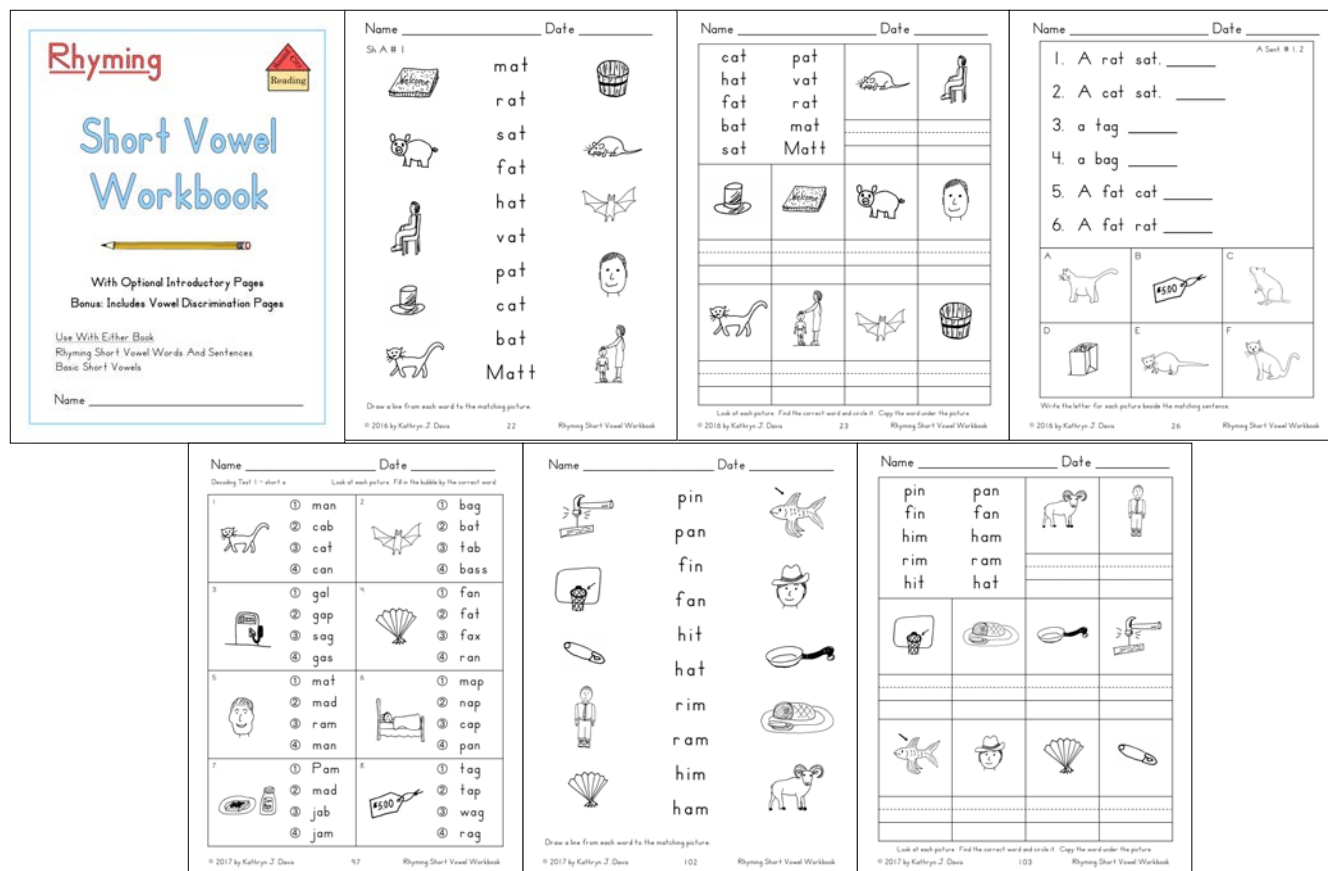 Rhyming
Sound City
Reading
Short Vowel
Workbook
With Optional Introductory Pages
Bonus: Includes Vowel Discrimination Pages
Use With Either Book
Rhyming Short Vowel Words And Sentences
Basic Short Vowels
Name
Name Date
Sh A # 1
Welcome
mat
rat
sat
fat
hat
vat
pat
cat
bat
Matt
Draw a line from each word to the matching picture
© 2016 by Kathryn J. Davis 22 Rhyming Short Vowel Workbook
Name Date
cat pat
hat vat
fat rat
bat mat
sat Matt
Welcome
Look at each picture Find the correct word and circle it Copy the word under the picture
© 2016 by Kathryn J. Davis 23 Rhyming Short Vowel Workbook
Name Date
A Sent # 1, 2
1. A rat sat.
2. A cat sat.
3. a tag
4. a bag
5. A fat cat
6. A fat rat
A B C
$5.00
D E F
Write the letter for each picture beside the matching sentence
© 2016 by Kathryn J. Davis 26 Rhyming Short Vowel Workbook
Name Date
Decoding Test 1 - short a Look at each picture Fill in the bubble by the correct word
1. 
① man
② cab
③ cat
④ can
2
① bag
② bat
③ tab
④ bass
3
① gal
② gap
③ sag
④ gas
4.
① fan
② fat
③ fax
④ ran
5
① mat
② mad
③ ram
④ man
6
① map
② nap
③ cap
④ pan
7
① Pam
② mad
③ jab
④ jam
8
$5.00
① tag
② tap
③ wag
④ rag
© 2017 by Kathryn J. Davis 97 Rhyming Short Vowel Workbook
Name Date
pin
pan
fin
fan
hit
hat
rim
ram
him
ham
Draw a line from each word to the matching picture
© 2017 by Kathryn J. Davis 102 Rhyming Short Vowel Workbook
Name Date
pin pan
fin fan
him ham
rim ram
hit hat
Look at each picture Find the correct word and circle it Copy the word under the picture
© 2017 by Kathryn J. Davis 103 Rhyming Short Vowel Workbook